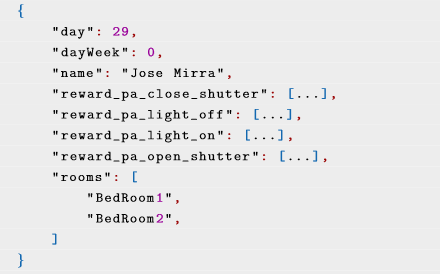 {
"day": 29,
"dayWeek": 0,
"name": "Jose Mirra",
"reward_pa_close_shutter": [...],
"reward_pa_light_off": [...],
"reward_pa_light_on": [...],
"reward_pa_open_shutter": [...],
"rooms": [
"BedRoom1",
"BedRoom2",
]
}